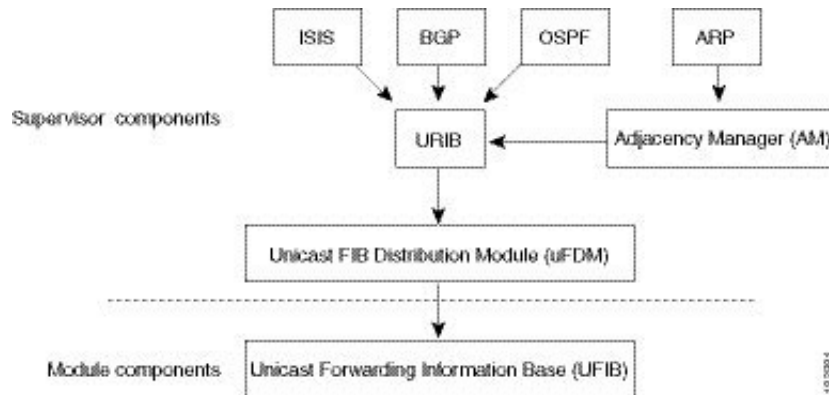 ISIS
BGP
OSPF
ARP
Supervisor components
URIB
Adjacency Manager (AM)
Unicast FIB Distribution Module (uFDM)
Module components
Unicast Forwarding Information Base (UFIB)